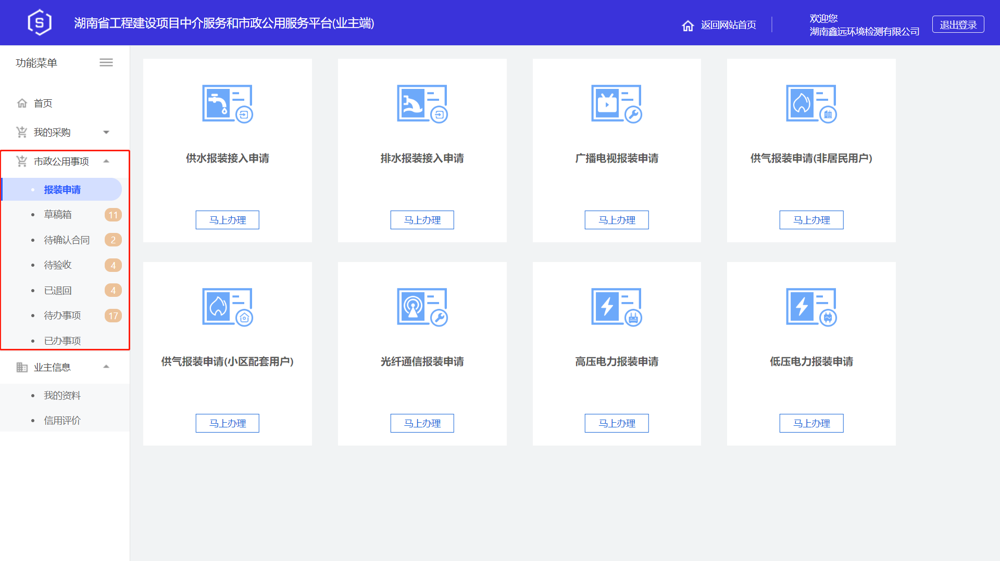 S
湖南省工程建设项目中介服务和市政公用服务平台(业主端)
返回网站首页
欢迎您
湖南鑫远环境检测有限公司
退出登录
功能菜单
首页
我的采购
市政公用事项
报装申请
草稿箱 11
待确认合同 2
待验收 4
已退回 4
待办事项 17
已办事项
业主信息
我的资料
信用评价
供水报装接入申请
马上办理
排水报装接入申请
马上办理
广播电视报装申请
马上办理
供气报装申请(非居民用户)
马上办理
供气报装申请(小区配套用户)
马上办理
光纤通信报装申请
马上办理
高压电力报装申请
马上办理
低压电力报装申请
马上办理